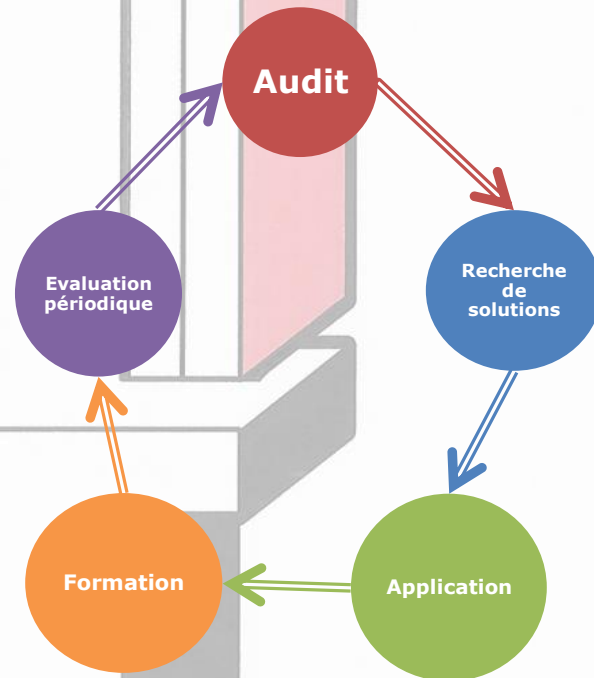 Audit
Recherche
de
solutions
Application
Formation
Evaluation
périodique